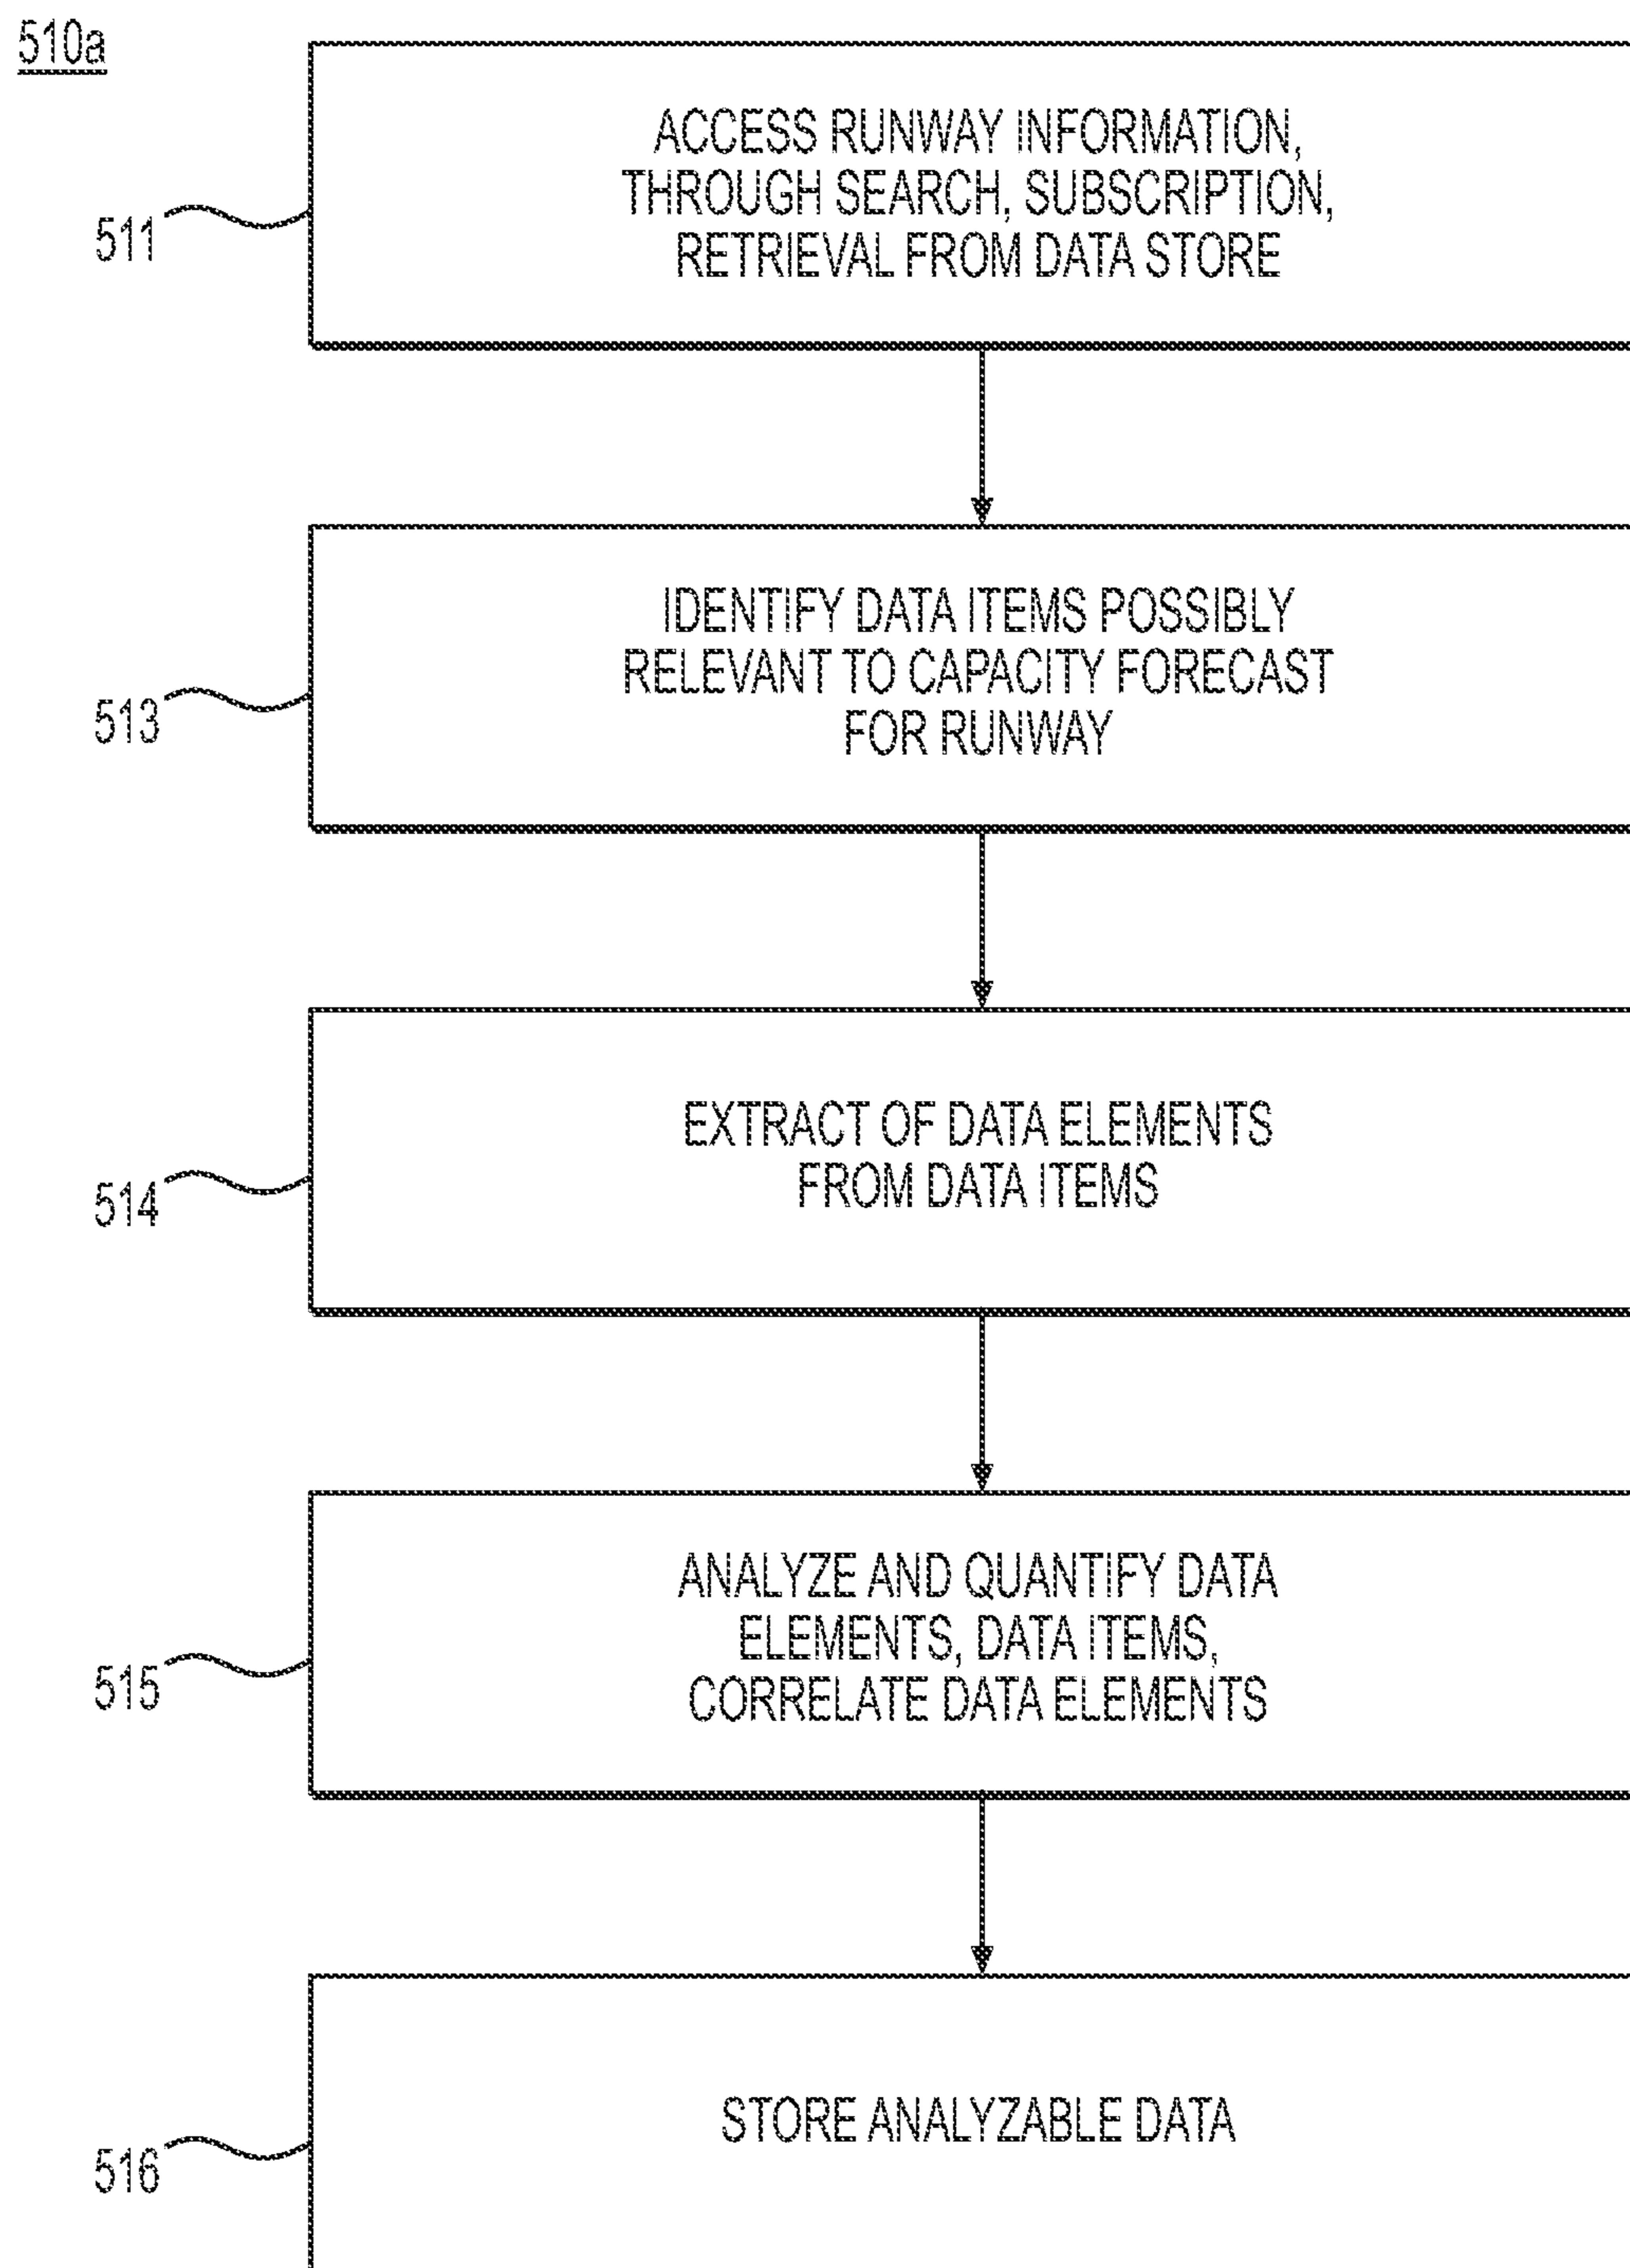 510a
ACCESS RUNWAY INFORMATION,
THROUGH SEARCH, SUBSCRIPTION,
RETRIEVAL FROM DATA STORE
511
IDENTIFY DATA ITEMS POSSIBLY
RELEVANT TO CAPACITY FORECAST
FOR RUNWAY
513
EXTRACT OF DATA ELEMENTS
FROM DATA ITEMS
514
ANALYZE AND QUANTIFY DATA
ELEMENTS, DATA ITEMS,
CORRELATE DATA ELEMENTS
515
STORE ANALYZABLE DATA
516